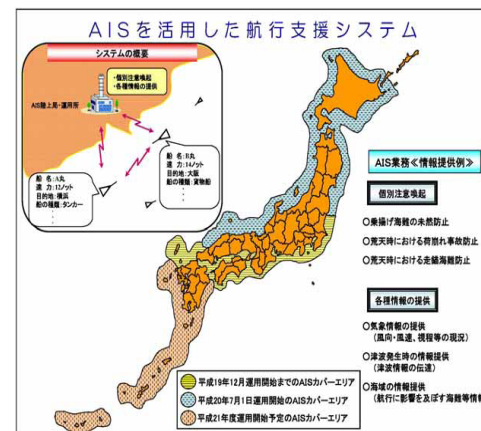 AISを活用した航行支援システム
システムの概要
・個別注意喚起
・各種情報の提供
AIS陸上局・運用所
船 名:A丸
速 力:12ノット
目的地:横浜
船の種類:タンカー
船 名:B丸
速 力:14ノット
目的地:大阪
船の種類:貨物船
AIS業務≪情報提供例≫
個別注意喚起
○乗揚げ海難の未然防止
○荒天時における荷崩れ事故防止
○荒天時における走錨海難防止
各種情報の提供
○気象情報の提供
(風向・風速、視程等の現況)
○津波発生時の情報提供
(津波情報の伝達)
○海域の情報提供
(航行に影響を及ぼす海難等情報
平成19年12月運用開始までのAISカバーエリア
平成20年7月1日運用開始のAISカバーエリア
平成21年度運用開始予定のAISカバーエリア